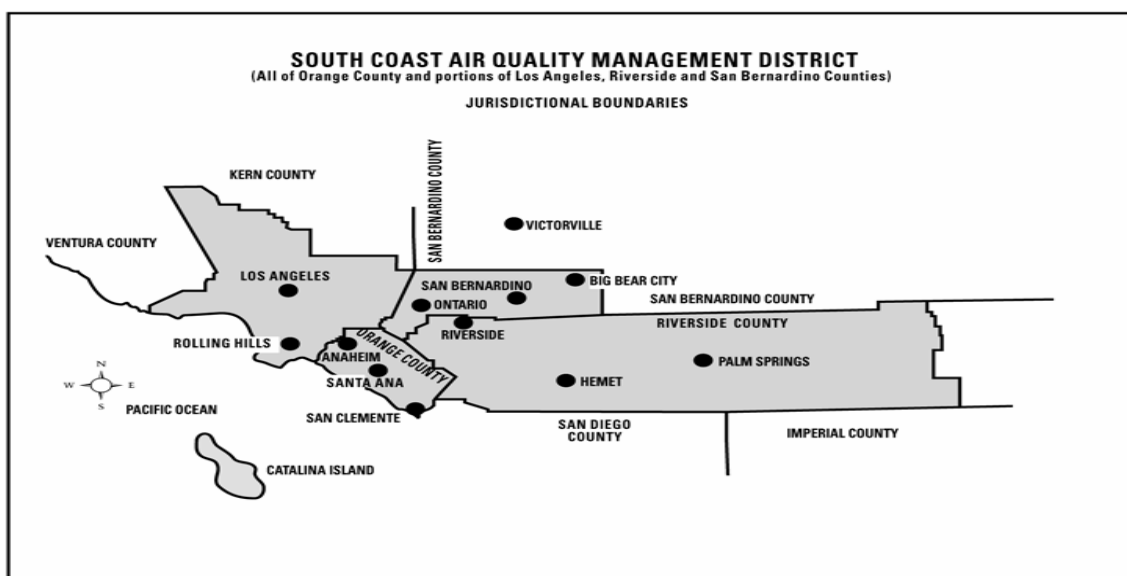 SOUTH COAST AIR QUALITY MANAGEMENT DISTRICT
(All of Orange County and portions of Los Angeles, Riverside and San Bernardino Counties)
JURISDICTIONAL BOUNDARIES
KERN COUNTY
SAN BERNARDINO COUNTY
VICTORVILLE
VENTURA COUNTY
LOS ANGELES
SAN BERNARDINO
BIG BEAR CITY
ONTARIO
SAN BERNARDINO COUNTY
RIVERSIDE COUNTY
RIVERSIDE
ROLLING HILLS
ANAHEIM
ORANGE COUNTY
PALM SPRINGS
SANTA ANA
HEMET
N
W
E
S
PACIFIC OCEAN
SAN CLEMENTE
SAN DIEGO
COUNTY
IMPERIAL COUNTY
CATALINA ISLAND